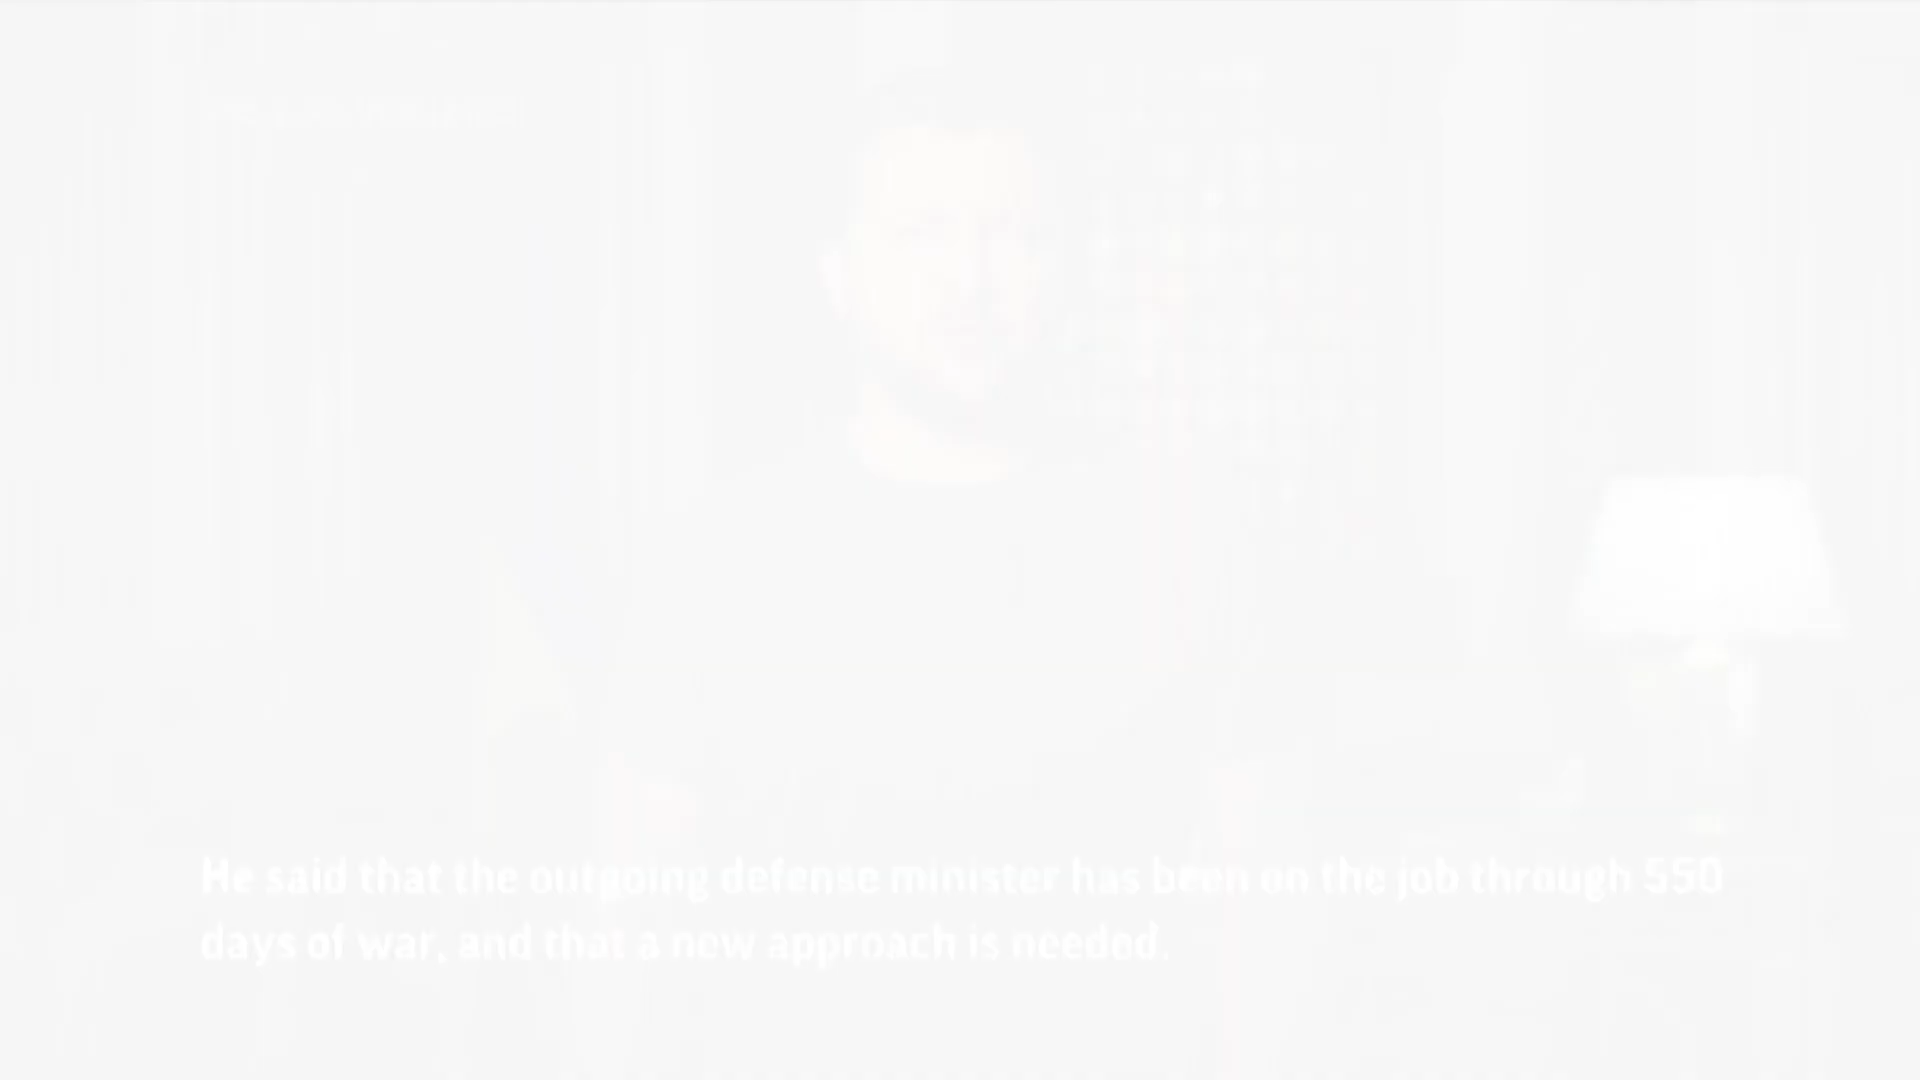 He said that the outgoing defense minister has been on the job through 550
days of war, and that a new approach is needed.